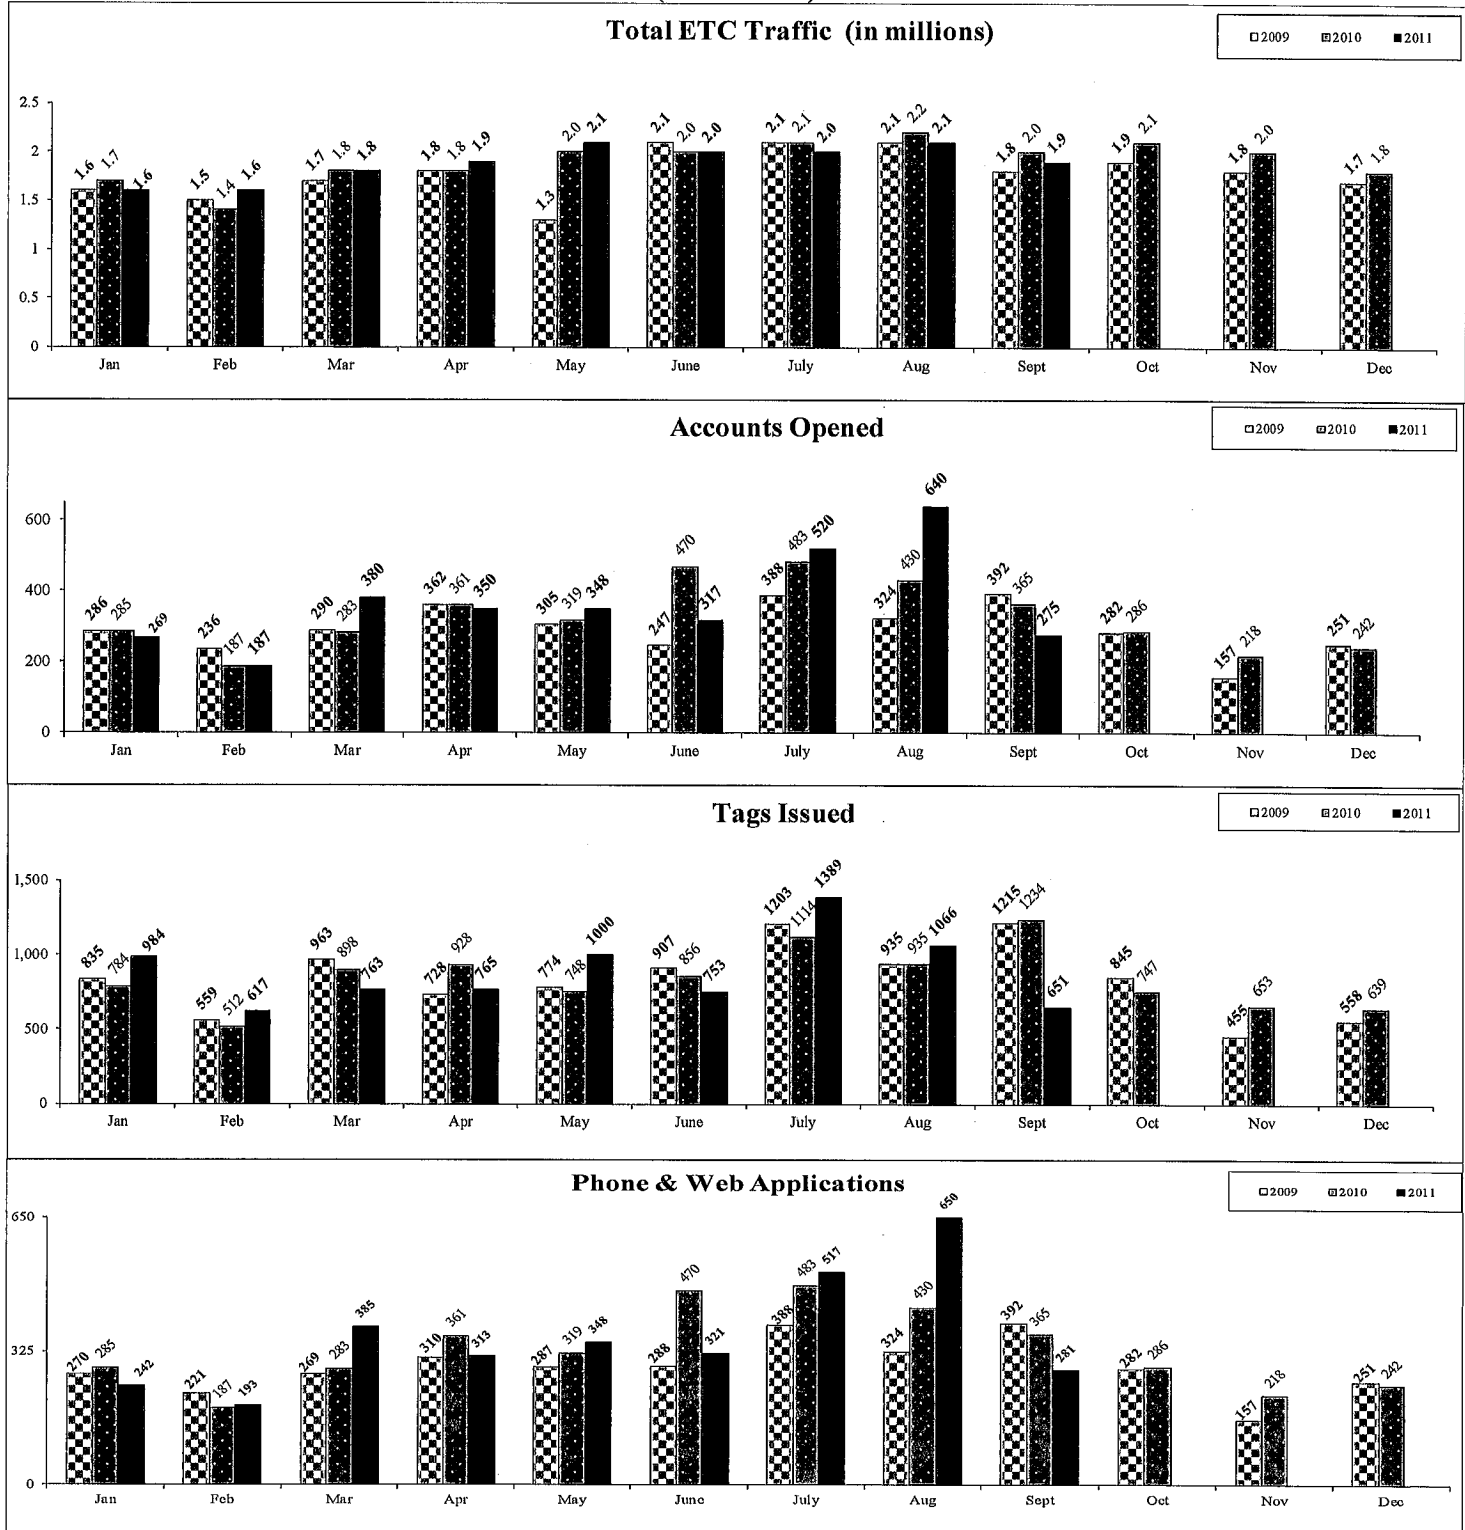 Total ETC Traffic (in millions)
2009 2010 2011
2.5
2
1.5
1
0.5
0
1.6 1.7 1.6 1.5 1.4 1.6 1.7 1.8 1.8 1.8 1.8 1.9 1.3 2.0 2.1 2.1 2.0 2.0 2.1 2.1 2.0 2.1 2.2 2.1 1.8 2.0 1.9 1.9 2.1 1.8 2.0 1.7 1.8
Jan Feb Mar Apr May June July Aug Sept Oct Nov Dec
Accounts Opened
2009 2010 2011
600
400
200
0
286 285 269 236 187 187 290 283 380 362 361 350 305 319 348 247 470 317 388 483 520 324 430 640 392 365 275 282 286 157 218 251 242
Jan Feb Mar Apr May June July Aug Sept Oct Nov Dec
Tags Issued
2009 2010 2011
1,500
1,000
500
0
835 784 984 559 512 617 963 898 763 728 928 765 774 748 1000 907 856 753 1203 1114 1389 935 935 1066 1215 1234 651 845 747 455 653 558 639
Jan Feb Mar Apr May June July Aug Sept Oct Nov Dec
Phone & Web Applications
2009 2010 2011
650
325
0
270 285 242 221 187 193 269 283 385 310 361 313 287 319 348 288 470 321 388 483 517 324 430 650 392 365 281 282 286 157 218 251 242
Jan Feb Mar Apr May June July Aug Sept Oct Nov Dec